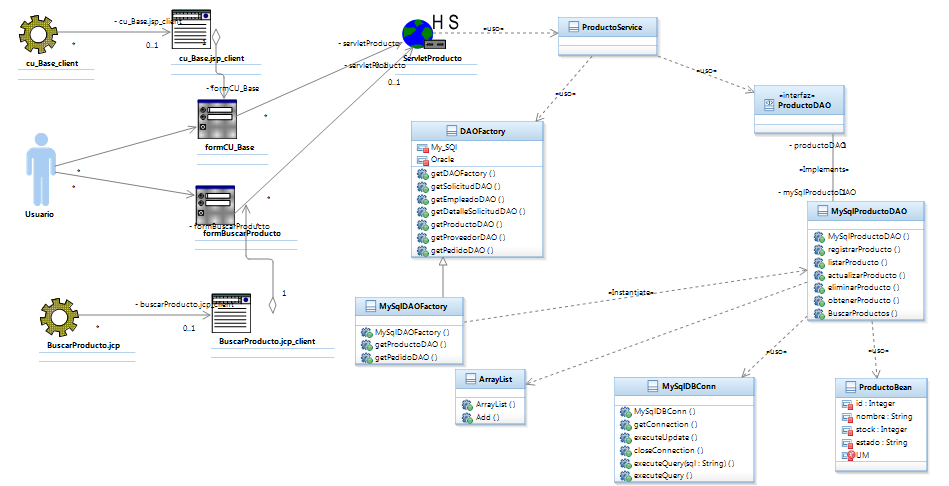 - cu_Base.jsp_client
0..1
*
cu_Base_client
cu_Base.jsp_client
1
- formCU_Base
*
formCU_Base
HS
- servletProducto
- servletProducto
ServletProducto
0..1
«uso»
ProductoService
«uso»
«uso»
«interfaz»
ProductoDAO
- productoDAO
«Implements»
- mySqlProductoDAO
DAOFactory
My_SQl
Oracle
getDAOFactory ()
getSolicitudDAO ()
getEmpleadoDAO ()
getDetalleSolicitudDAO ()
getProductoDAO ()
getProveedorDAO ()
getPedidoDAO ()
*
*
Usuario
*
- formBuscarProducto
formBuscarProducto
MySqlProductoDAO
MySqlProductoDAO ()
registrarProducto ()
listarProducto ()
actualizarProducto ()
eliminarProducto ()
obtenerProducto ()
BuscarProductos ()
- buscarProducto.jcp_client
1
*
0..1
BuscarProducto.jcp
BuscarProducto.jcp_client
«Instantiate»
MySqlDAOFactory
MySqlDAOFactory ()
getProductoDAO ()
getPedidoDAO ()
ArrayList
ArrayList ()
Add ()
«uso»
«uso»
MySqlDBConn
MySqlDBConn ()
getConnection ()
executeUpdate ()
closeConnection ()
executeQuery(sql : String) ()
executeQuery ()
ProductoBean
id : Integer
nombre : String
stock : Integer
estado : String
UM